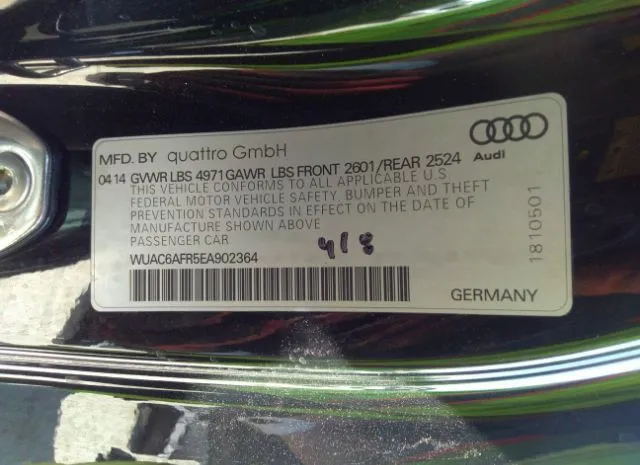 MFD. BY quattro GmbH
Audi
04 14 GVWR LBS 4971 GAWR LBS FRONT 2601/REAR 2524
THIS VEHICLE CONFORMS TO ALL APPLICABLE U.S.
FEDERAL MOTOR VEHICLE SAFETY, BUMPER AND THEFT
PREVENTION STANDARDS IN EFFECT ON THE DATE OF
MANUFACTURE SHOWN ABOVE
PASSENGER CAR
418
WUAC6AFR5EA902364
GERMANY
1810501